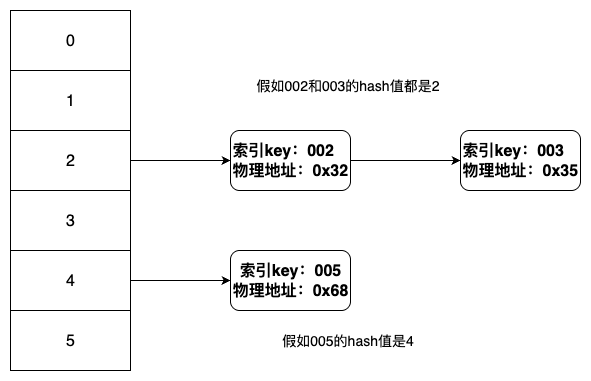 0
假如002和003的hash值都是2
1
2
索引key：002
物理地址：0x32
索引key：003
物理地址：0x35
3
4
索引key：005
物理地址：0x68
5
假如005的hash值是4